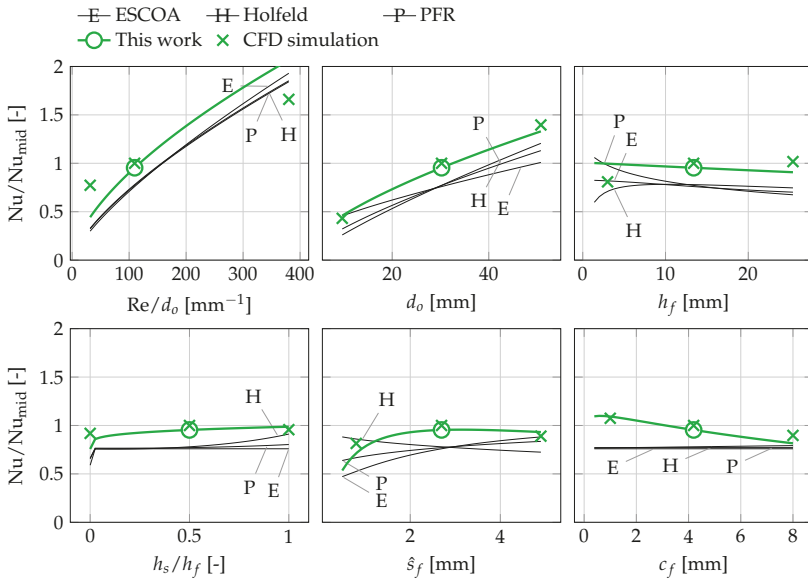 E ESCOA H Holfeld P PFR
This work CFD simulation
Nu/Nu_mid [-]
2
1.5
1
0.5
0
E
P
H
0 100 200 300 400
Re/d_o [mm⁻¹]
P
H
E
20 40
d_o [mm]
P
E
H
0 10 20
h_f [mm]
Nu/Nu_mid [-]
2
1.5
1
0.5
0
H
P
E
0 0.5 1
h_s/h_f [-]
H
P
E
2 4
ŝ_f [mm]
E
H
P
0 2 4 6 8
c_f [mm]